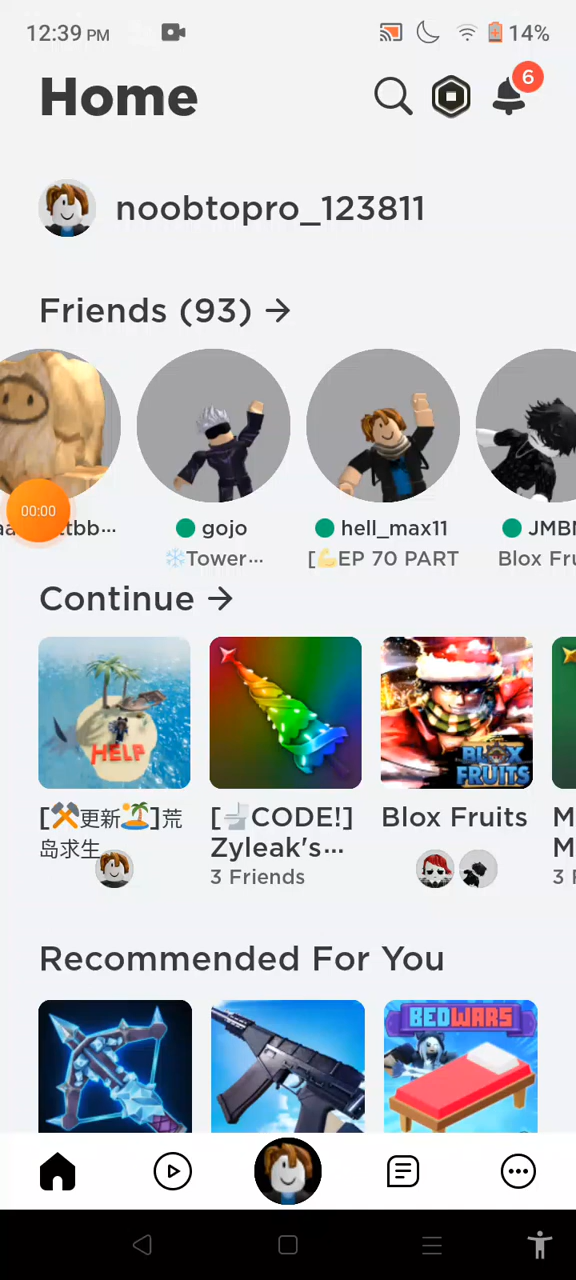 12:39 PM
14%
Home
6
noobtopro_123811
Friends (93) →
00:00
gojo
hell_max11
❄️Tower...
[💪EP 70 PART
Blox
Continue →
HELP
BLOX
FRUITS
[⚒️更新🏝️]荒
岛求生
[🚽CODE!]
Zyleak's...
3 Friends
Blox Fruits
Recommended For You
BEDWARS